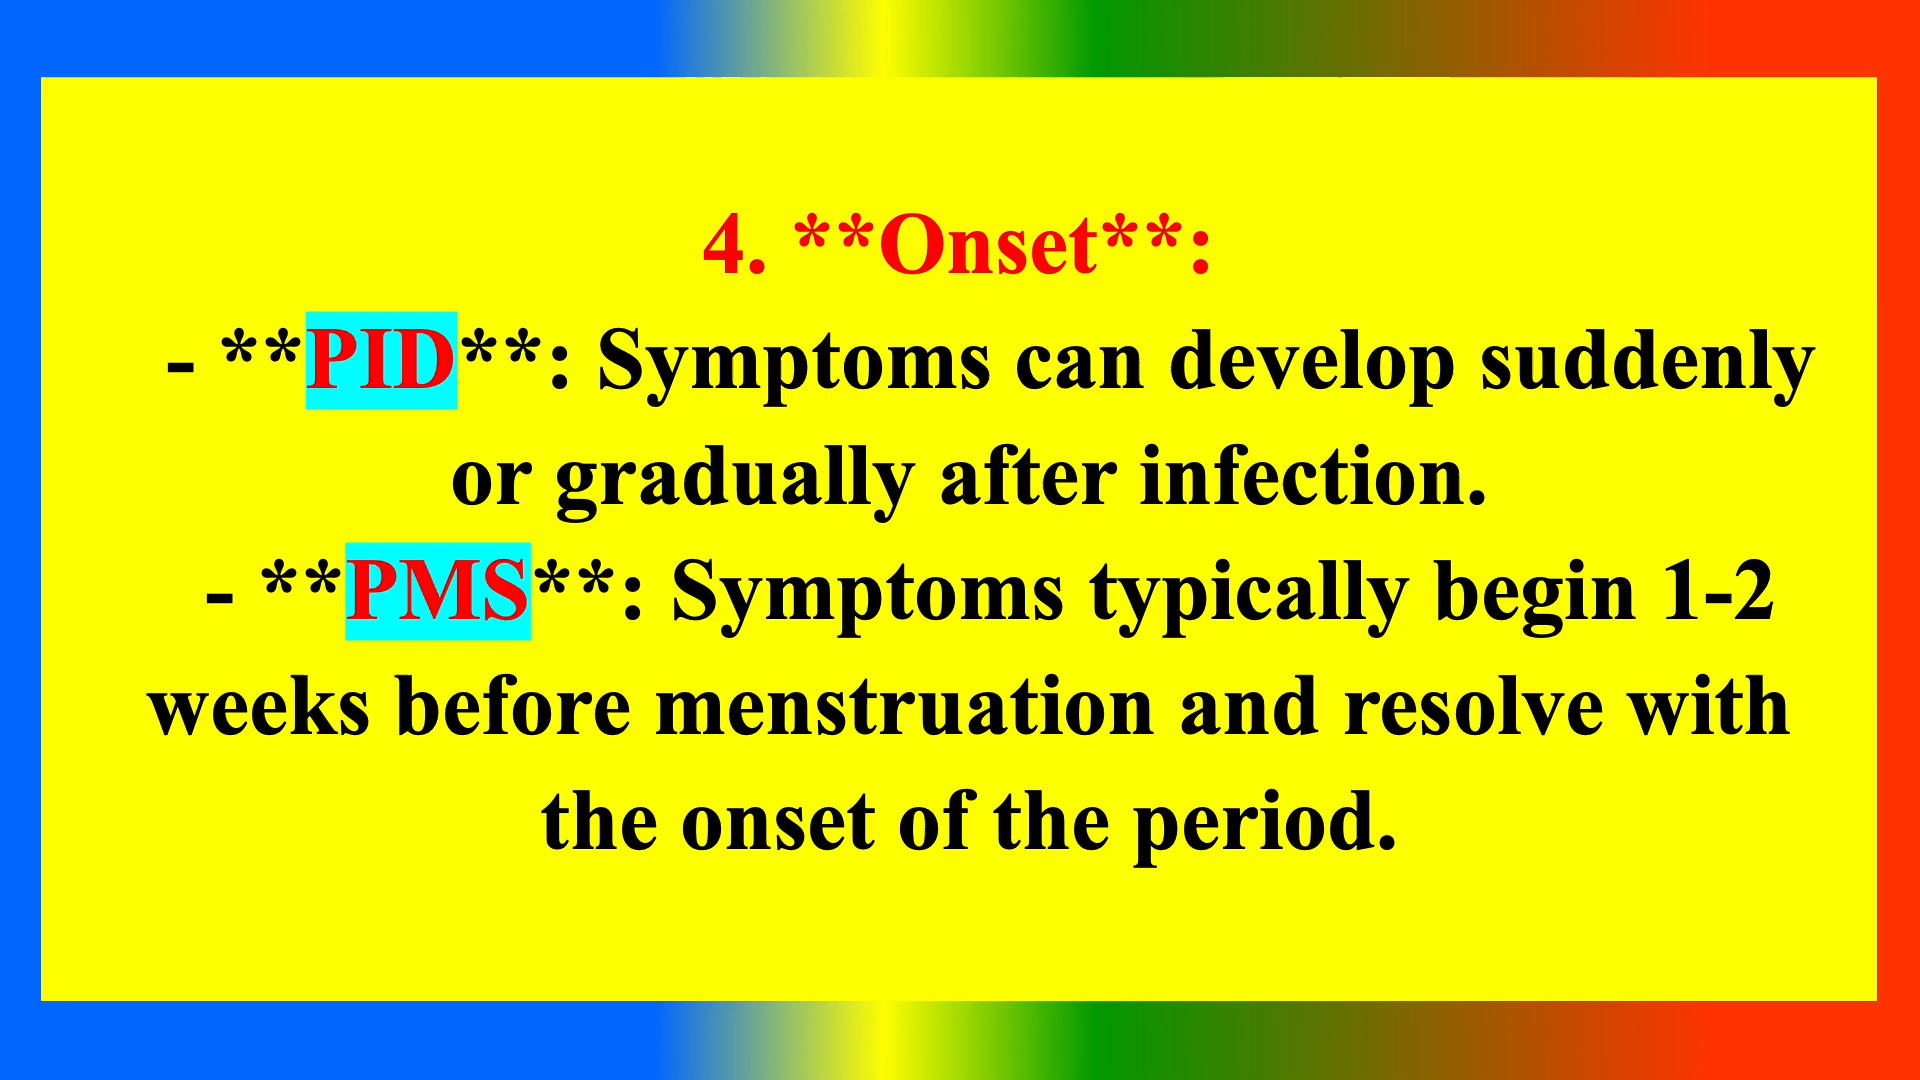 4. **Onset**:
- **PID**: Symptoms can develop suddenly
or gradually after infection.
- **PMS**: Symptoms typically begin 1-2
weeks before menstruation and resolve with
the onset of the period.